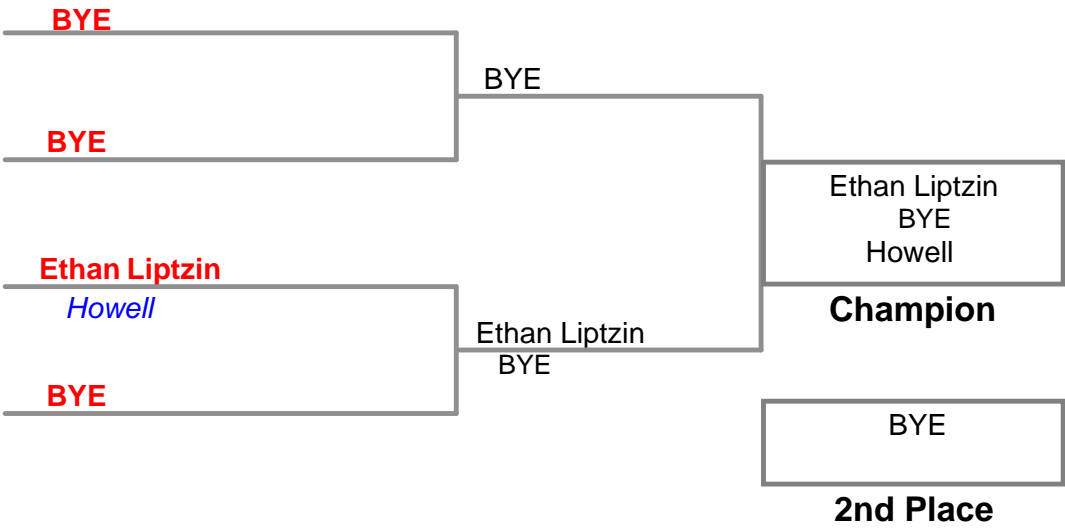 BYE
BYE
BYE
Ethan Liptzin
Howell
Ethan Liptzin
BYE
BYE
Ethan Liptzin
BYE
Howell
Champion
BYE
2nd Place